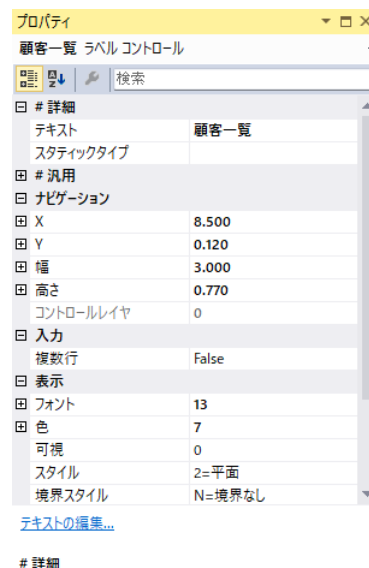 プロパティ
顧客一覧 ラベル コントロール
検索
# 詳細
テキスト 顧客一覧
スタティックタイプ
# 汎用
ナビゲーション
X 8.500
Y 0.120
幅 3.000
高さ 0.770
コントロールレイヤ 0
入力
複数行 False
表示
フォント 13
色 7
可視 0
スタイル 2=平面
境界スタイル N=境界なし
テキストの編集...
# 詳細